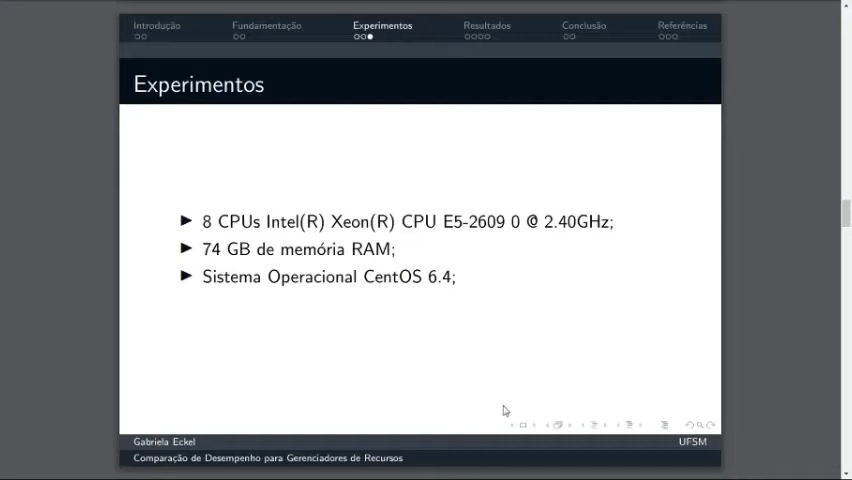 Introdução Fundamentação Experimentos Resultados Conclusão Referências
Experimentos
8 CPUs Intel(R) Xeon(R) CPU E5-2609 0 @ 2.40GHz;
74 GB de memória RAM;
Sistema Operacional CentOS 6.4;
Gabriela Eckel UFSM
Comparação de Desempenho para Gerenciadores de Recursos